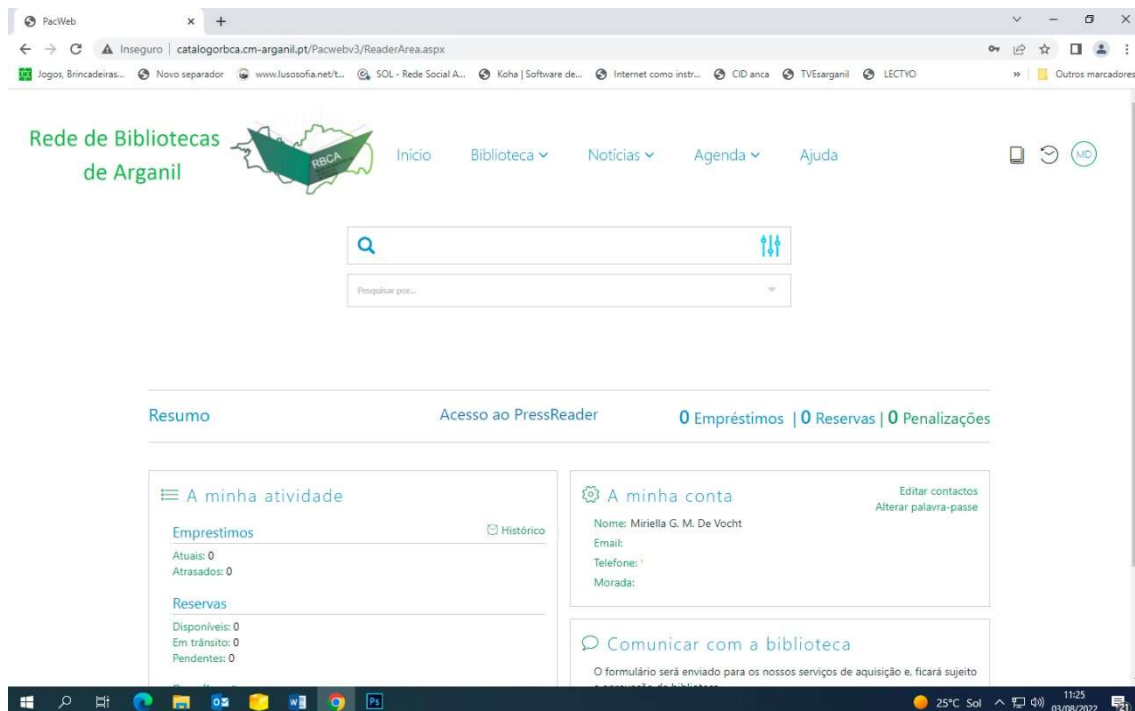 PacWeb
Inseguro | catalogorbca.cm-arganil.pt/Pacwebv3/ReaderArea.aspx
Jogos, Brincadeiras... Novo separador www.lusosofia.net/t... SOL - Rede Social A... Koha | Software de... Internet como instr... CID anca TVEsarganil LECTYO » Outros marcadores
Rede de Bibliotecas
de Arganil
RBCA
Início Biblioteca Notícias Agenda Ajuda
MD
Pesquisar por...
Resumo Acesso ao PressReader 0 Empréstimos | 0 Reservas | 0 Penalizações
A minha atividade
Emprestimos Histórico
Atuais: 0
Atrasados: 0
Reservas
Disponíveis: 0
Em trânsito: 0
Pendentes: 0
A minha conta
Editar contactos
Alterar palavra-passe
Nome: Miriella G. M. De Vocht
Email:
Telefone:
Morada:
Comunicar com a biblioteca
O formulário será enviado para os nossos serviços de aquisição e, ficará sujeito
25°C Sol
11:25
03/08/2022
21